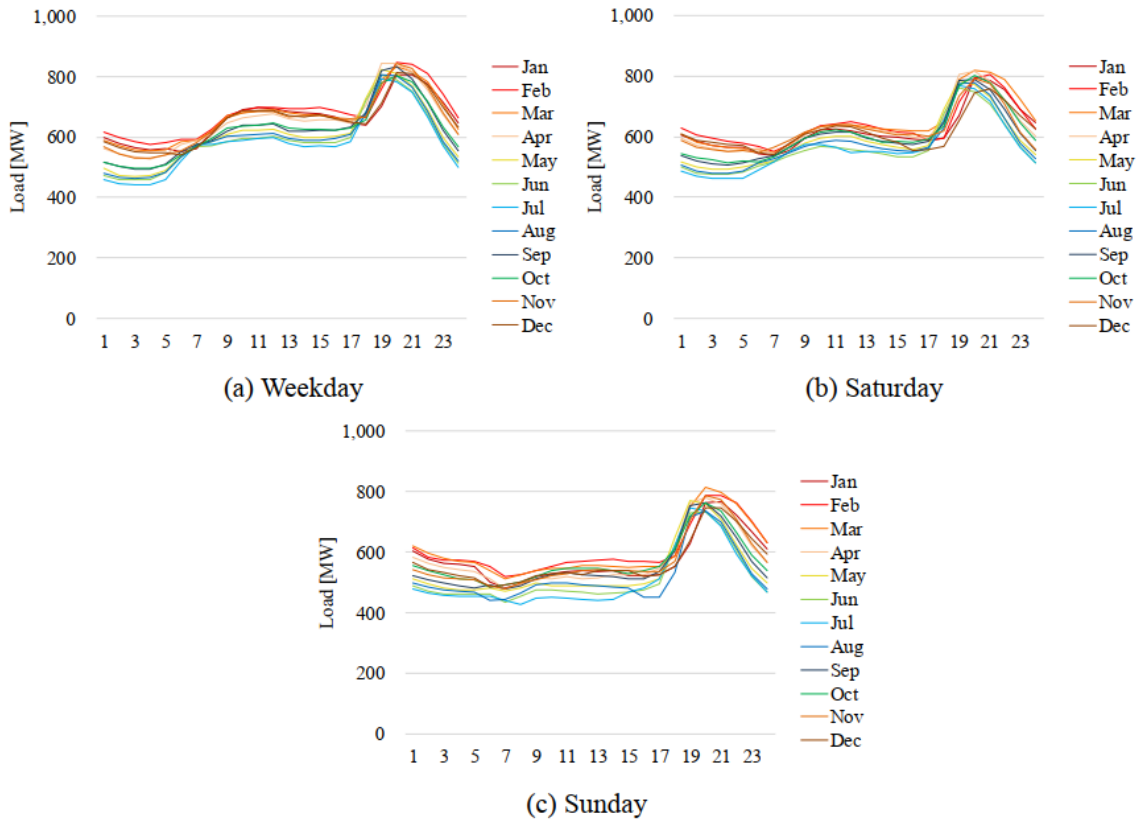 1,000
800
600
400
200
0
Load [MW]
1 3 5 7 9 11 13 15 17 19 21 23
Jan
Feb
Mar
Apr
May
Jun
Jul
Aug
Sep
Oct
Nov
Dec
(a) Weekday
1,000
800
600
400
200
0
Load [MW]
1 3 5 7 9 11 13 15 17 19 21 23
Jan
Feb
Mar
Apr
May
Jun
Jul
Aug
Sep
Oct
Nov
Dec
(b) Saturday
1,000
800
600
400
200
0
Load [MW]
1 3 5 7 9 11 13 15 17 19 21 23
Jan
Feb
Mar
Apr
May
Jun
Jul
Aug
Sep
Oct
Nov
Dec
(c) Sunday